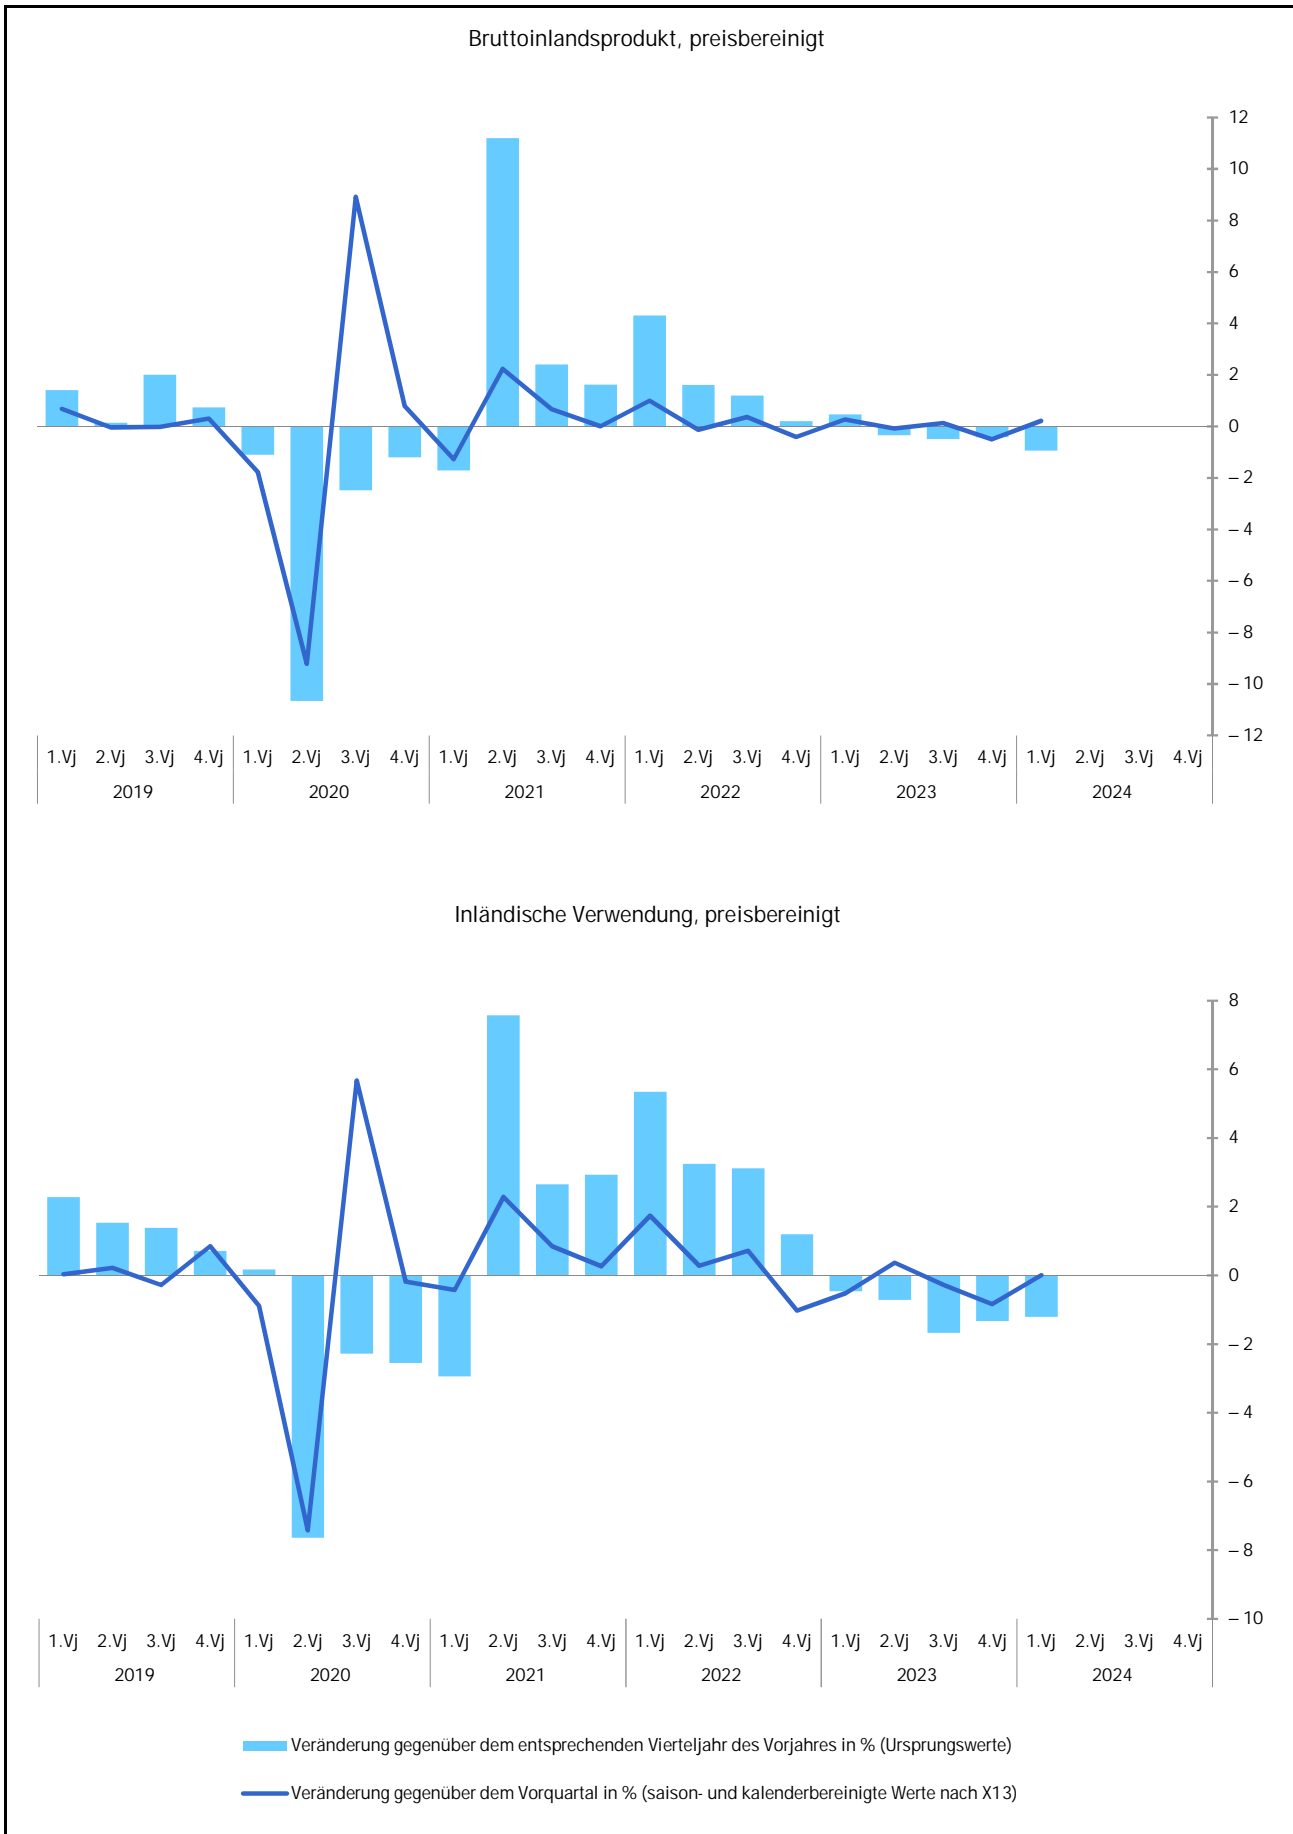 Bruttoinlandsprodukt, preisbereinigt
12
10
8
6
4
2
0
– 2
– 4
– 6
– 8
– 10
– 12
1.Vj 2.Vj 3.Vj 4.Vj 1.Vj 2.Vj 3.Vj 4.Vj 1.Vj 2.Vj 3.Vj 4.Vj 1.Vj 2.Vj 3.Vj 4.Vj 1.Vj 2.Vj 3.Vj 4.Vj 1.Vj 2.Vj 3.Vj 4.Vj
2019 2020 2021 2022 2023 2024
Inländische Verwendung, preisbereinigt
8
6
4
2
0
– 2
– 4
– 6
– 8
– 10
1.Vj 2.Vj 3.Vj 4.Vj 1.Vj 2.Vj 3.Vj 4.Vj 1.Vj 2.Vj 3.Vj 4.Vj 1.Vj 2.Vj 3.Vj 4.Vj 1.Vj 2.Vj 3.Vj 4.Vj 1.Vj 2.Vj 3.Vj 4.Vj
2019 2020 2021 2022 2023 2024
Veränderung gegenüber dem entsprechenden Vierteljahr des Vorjahres in % (Ursprungswerte)
Veränderung gegenüber dem Vorquartal in % (saison- und kalenderbereinigte Werte nach X13)